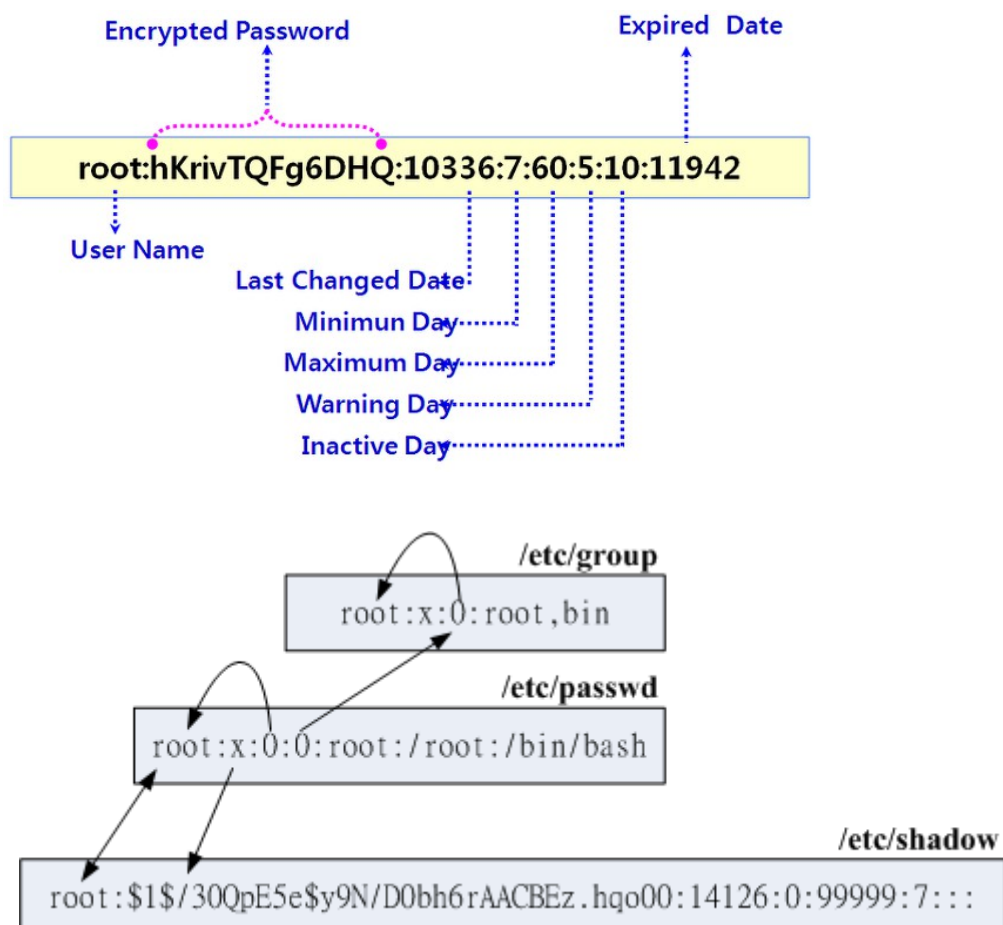 Encrypted Password
Expired Date
root:hKrivTQFg6DHQ:10336:7:60:5:10:11942
User Name
Last Changed Date
Minimun Day
Maximum Day
Warning Day
Inactive Day
/etc/group
root:x:0:root,bin
/etc/passwd
root:x:0:0:root:/root:/bin/bash
/etc/shadow
root:$1$/30QpE5e$y9N/D0bh6rAACBEz.hqo00:14126:0:99999:7:::